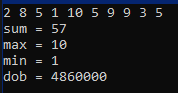 2 8 5 1 10 5 9 9 3 5
sum = 57
max = 10
min = 1
dob = 4860000